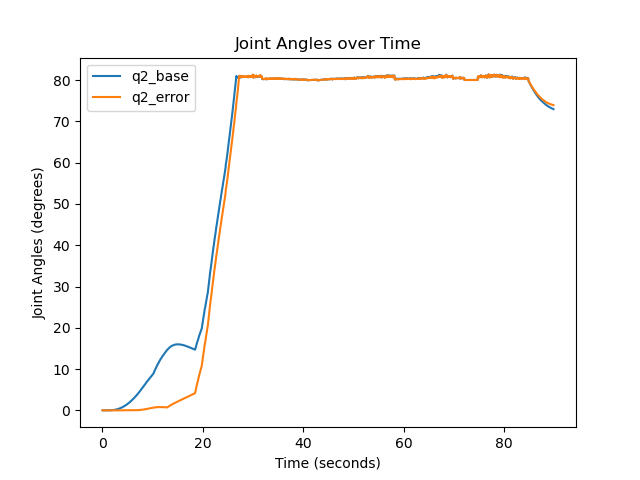 Joint Angles over Time
q2_base
q2_error
Joint Angles (degrees)
80
70
60
50
40
30
20
10
0
0 20 40 60 80
Time (seconds)